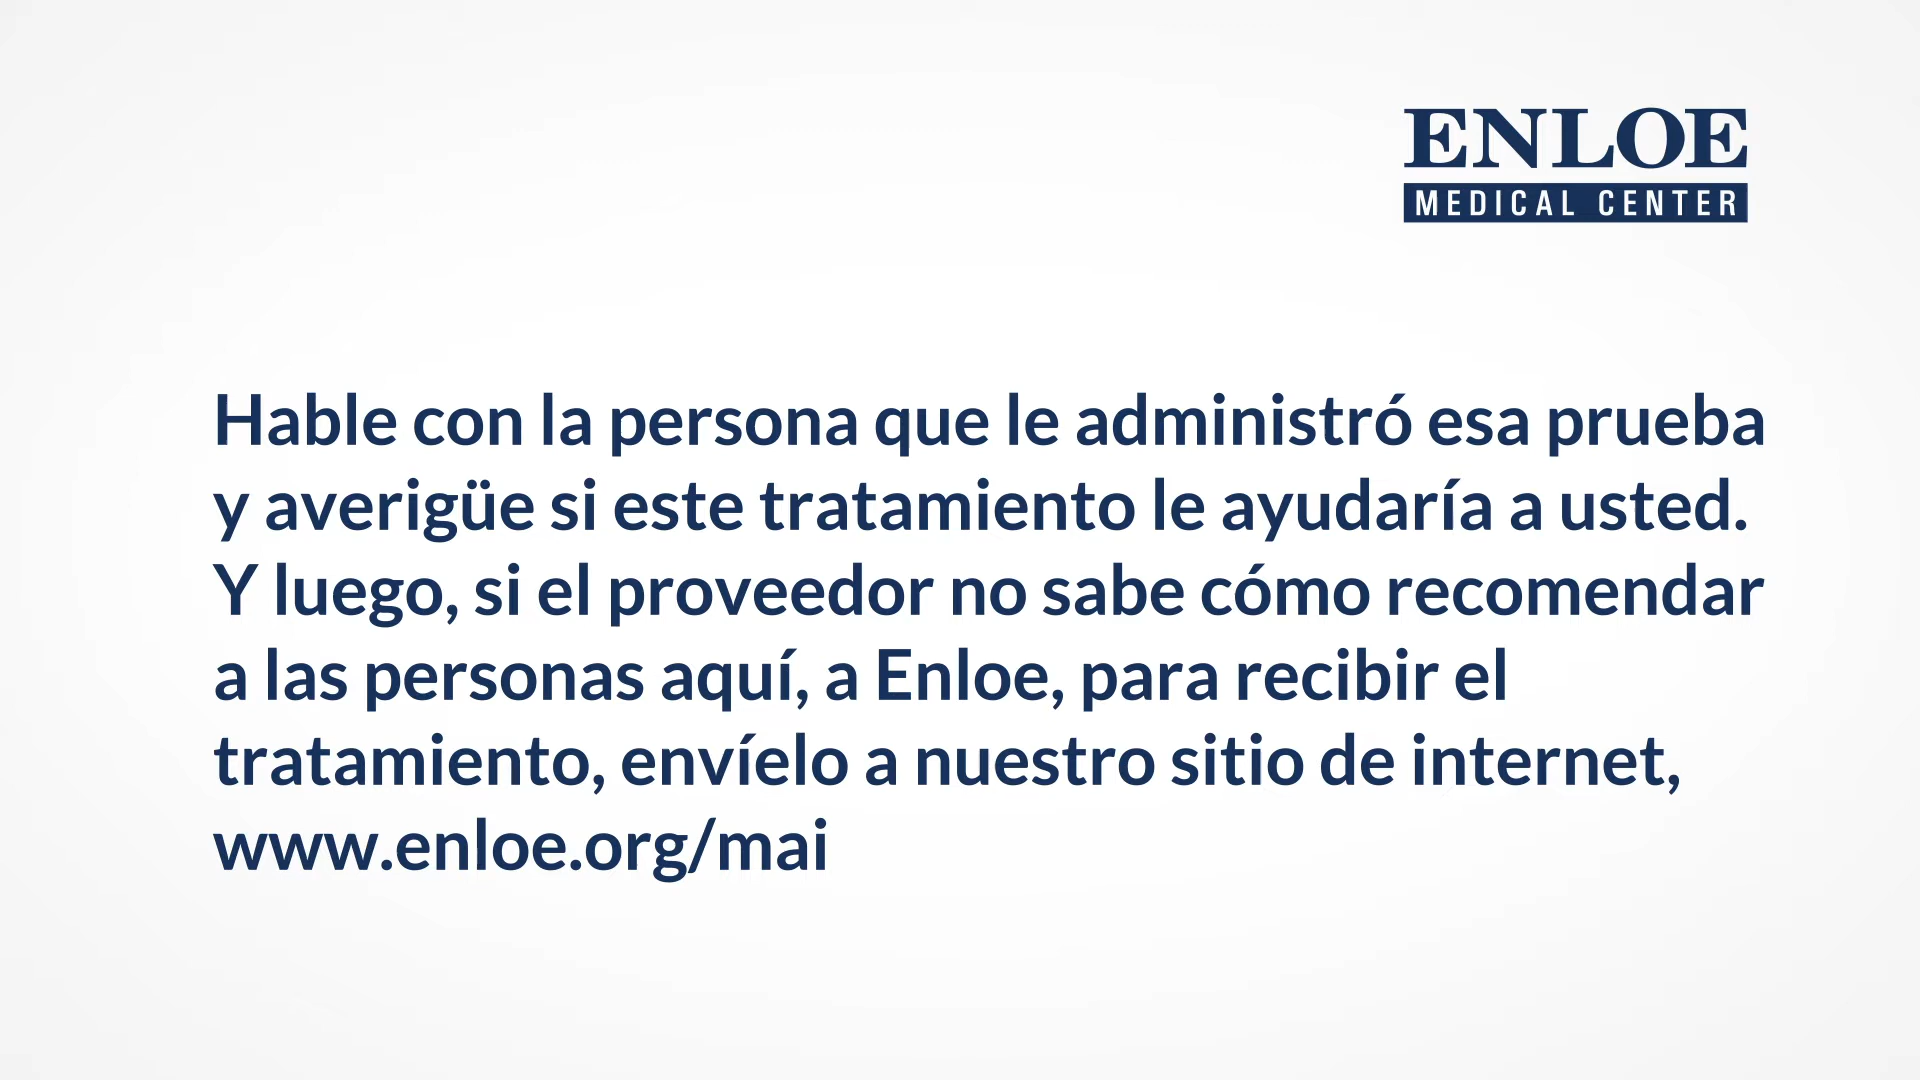 ENLOE
MEDICAL CENTER
Hable con la persona que le administró esa prueba
y averigüe si este tratamiento le ayudaría a usted.
Y luego, si el proveedor no sabe cómo recomendar
a las personas aquí, a Enloe, para recibir el
tratamiento, envíelo a nuestro sitio de internet,
www.enloe.org/mai